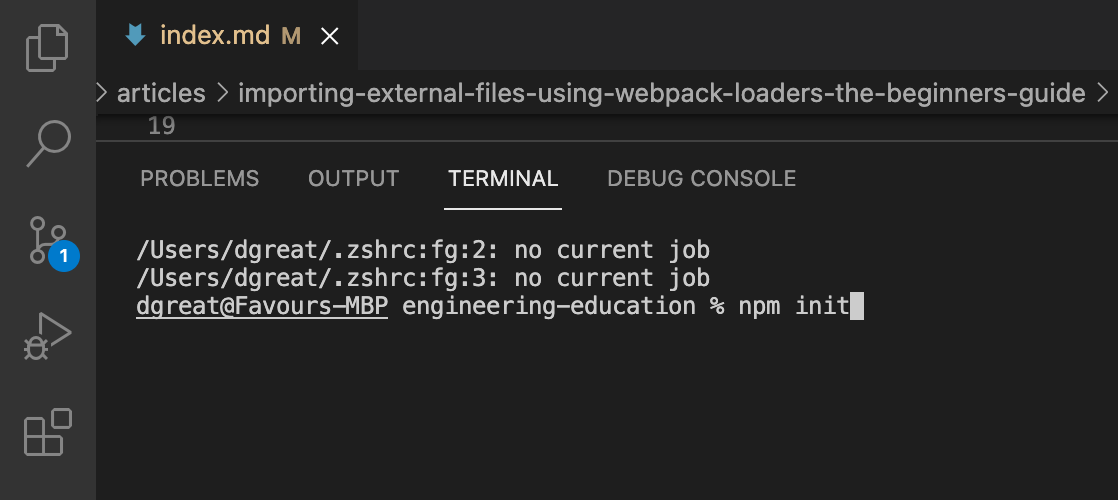 index.md M
articles > importing-external-files-using-webpack-loaders-the-beginners-guide >
19
1
PROBLEMS OUTPUT TERMINAL DEBUG CONSOLE
/Users/dgreat/.zshrc:fg:2: no current job
/Users/dgreat/.zshrc:fg:3: no current job
dgreat@Favours-MBP engineering-education % npm init